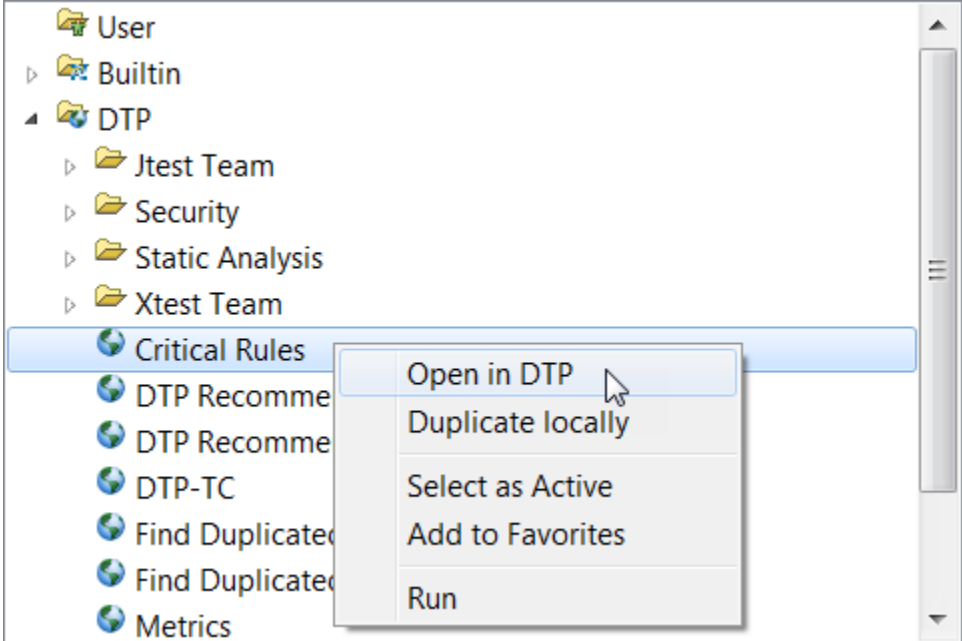 User
Builtin
DTP
Jtest Team
Security
Static Analysis
Xtest Team
Critical Rules
Open in DTP
DTP Recomme
Duplicate locally
DTP Recomme
Select as Active
DTP-TC
Add to Favorites
Find Duplicated
Find Duplicated
Run
Metrics